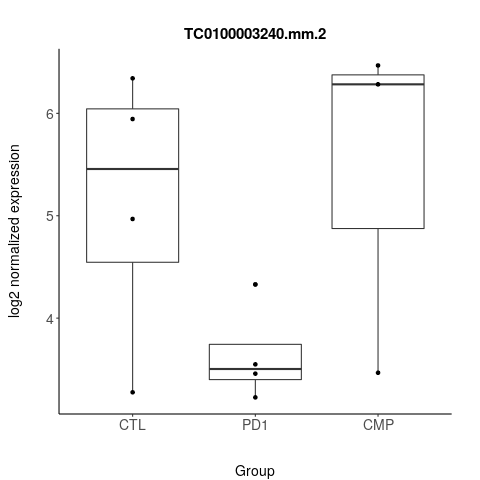 TC0100003240.mm.2
log2 normalized expression
6
5
4
CTL
PD1
CMP
Group